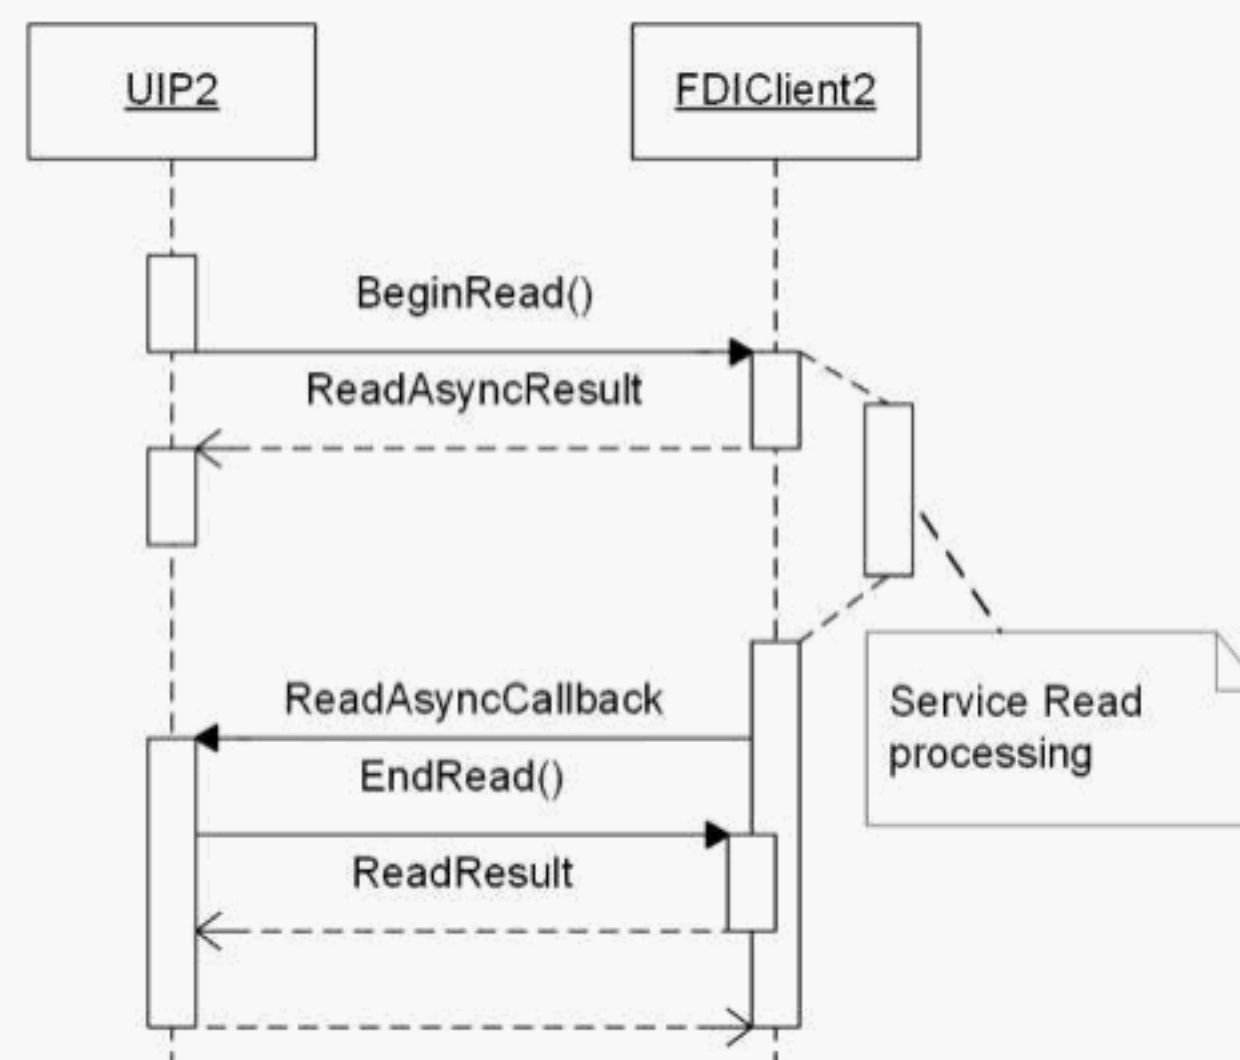 UIP2
FDIClient2
BeginRead()
ReadAsyncResult
ReadAsyncCallback
Service Read
processing
EndRead()
ReadResult